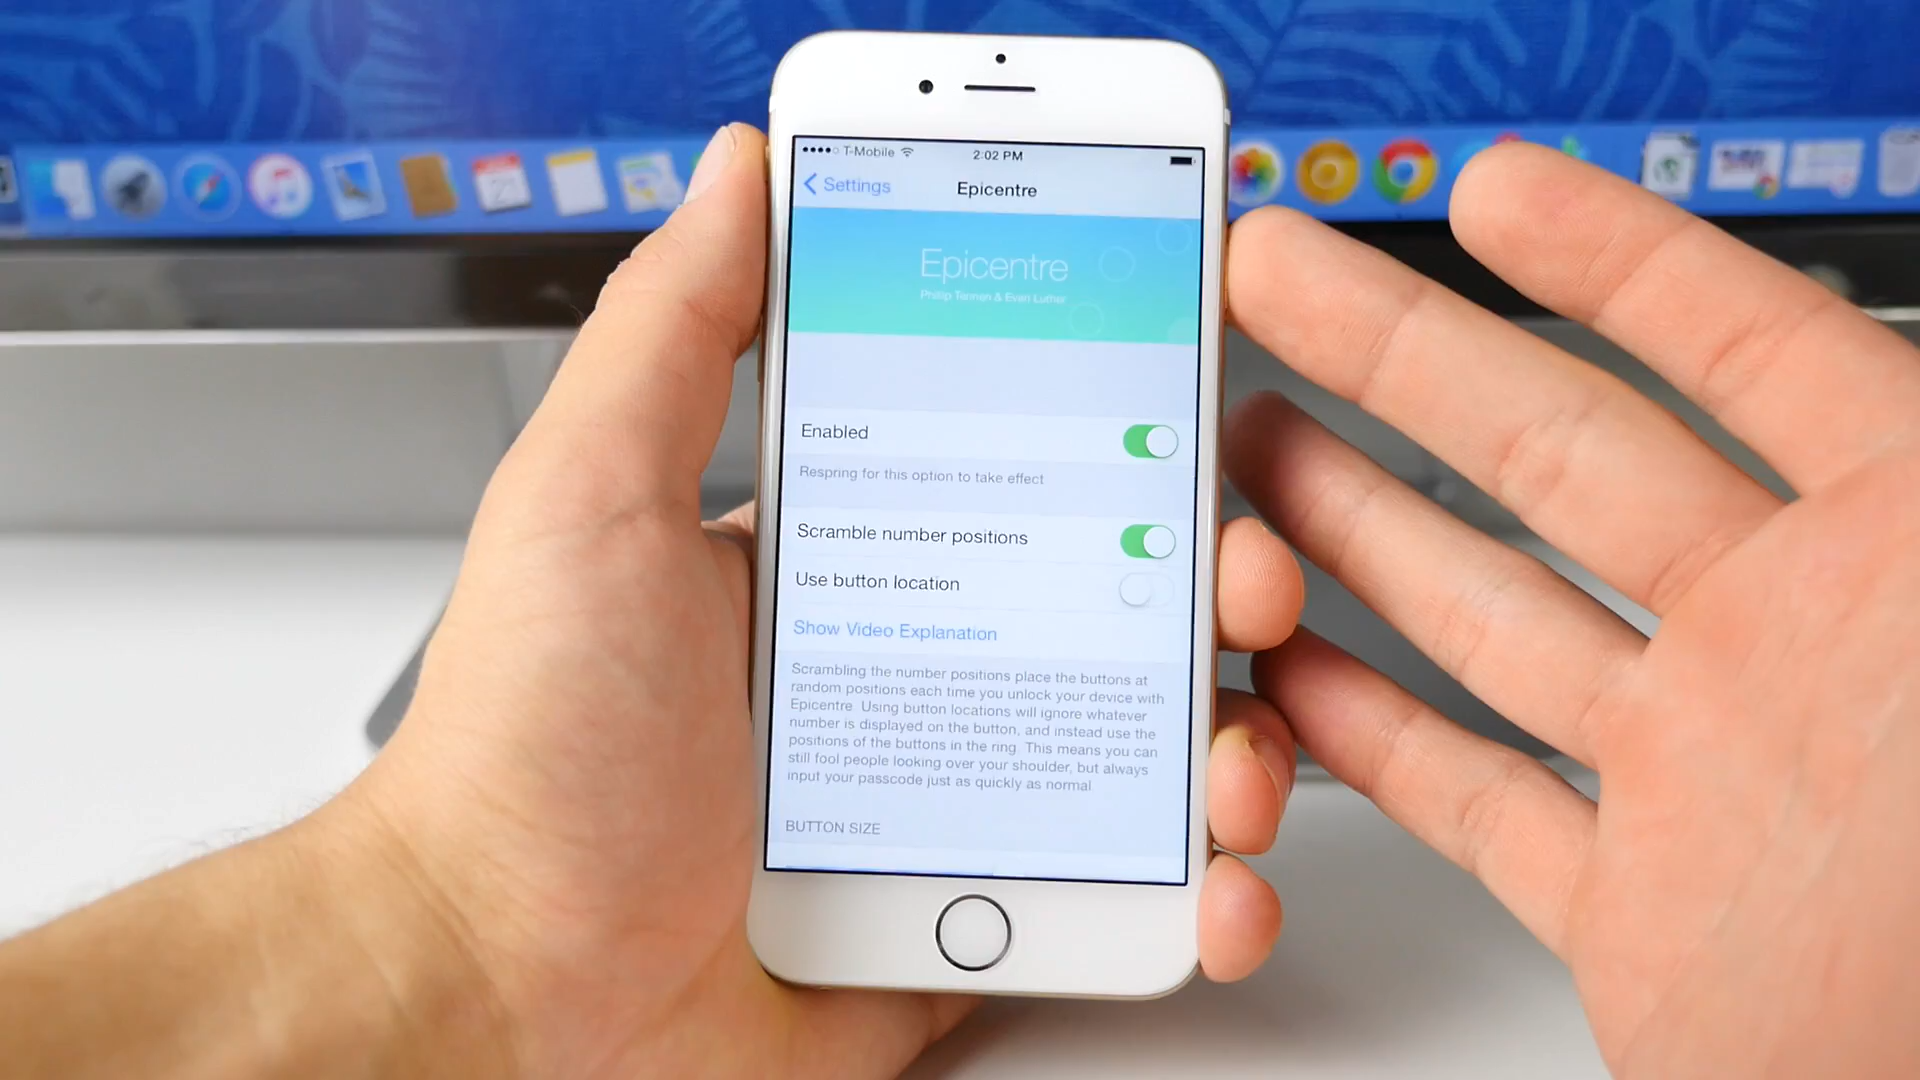 T-Mobile
2:02 PM
Settings
Epicentre
Epicentre
Phillip Tennen & Evan Luther
Enabled
Respring for this option to take effect
Scramble number positions
Use button location
Show Video Explanation
Scrambling the number positions place the buttons at
random positions each time you unlock your device with
Epicentre. Using button locations will ignore whatever
number is displayed on the button, and instead use the
positions of the buttons in the ring. This means you can
still fool people looking over your shoulder, but always
input your passcode just as quickly as normal
BUTTON SIZE